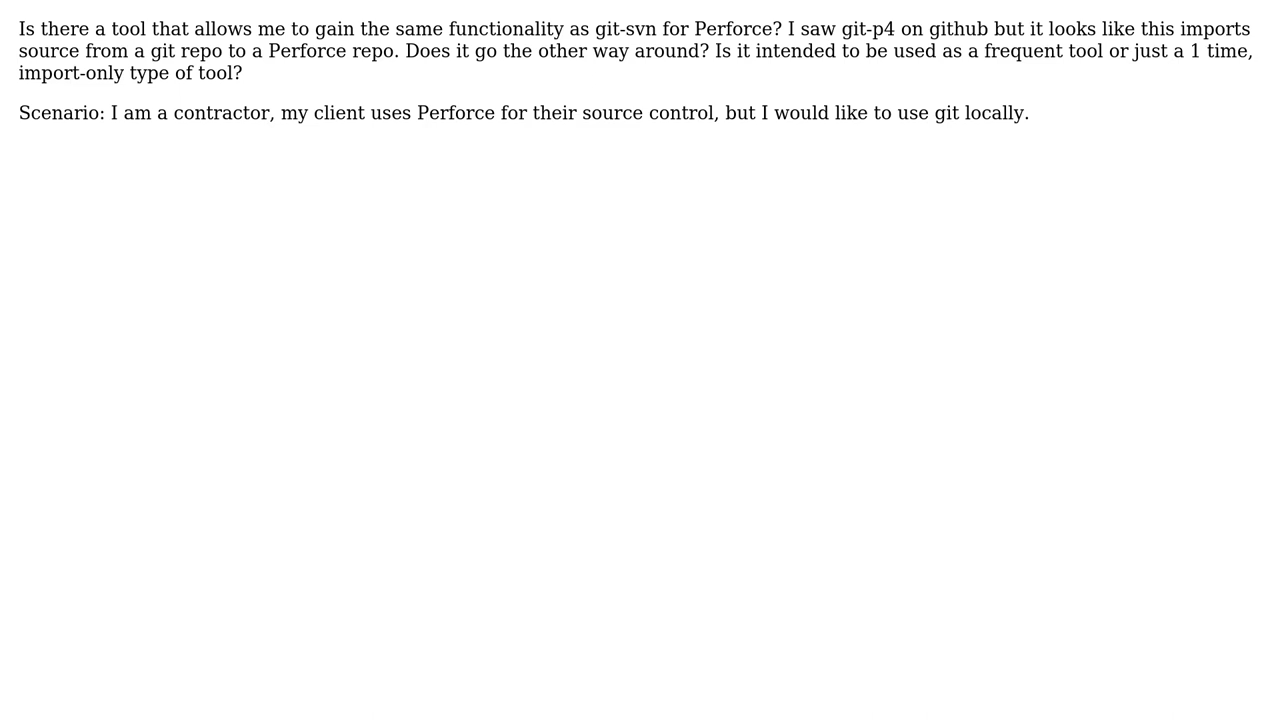 Is there a tool that allows me to gain the same functionality as git-svn for Perforce? I saw git-p4 on github but it looks like this imports
source from a git repo to a Perforce repo. Does it go the other way around? Is it intended to be used as a frequent tool or just a 1 time,
import-only type of tool?
Scenario: I am a contractor, my client uses Perforce for their source control, but I would like to use git locally.